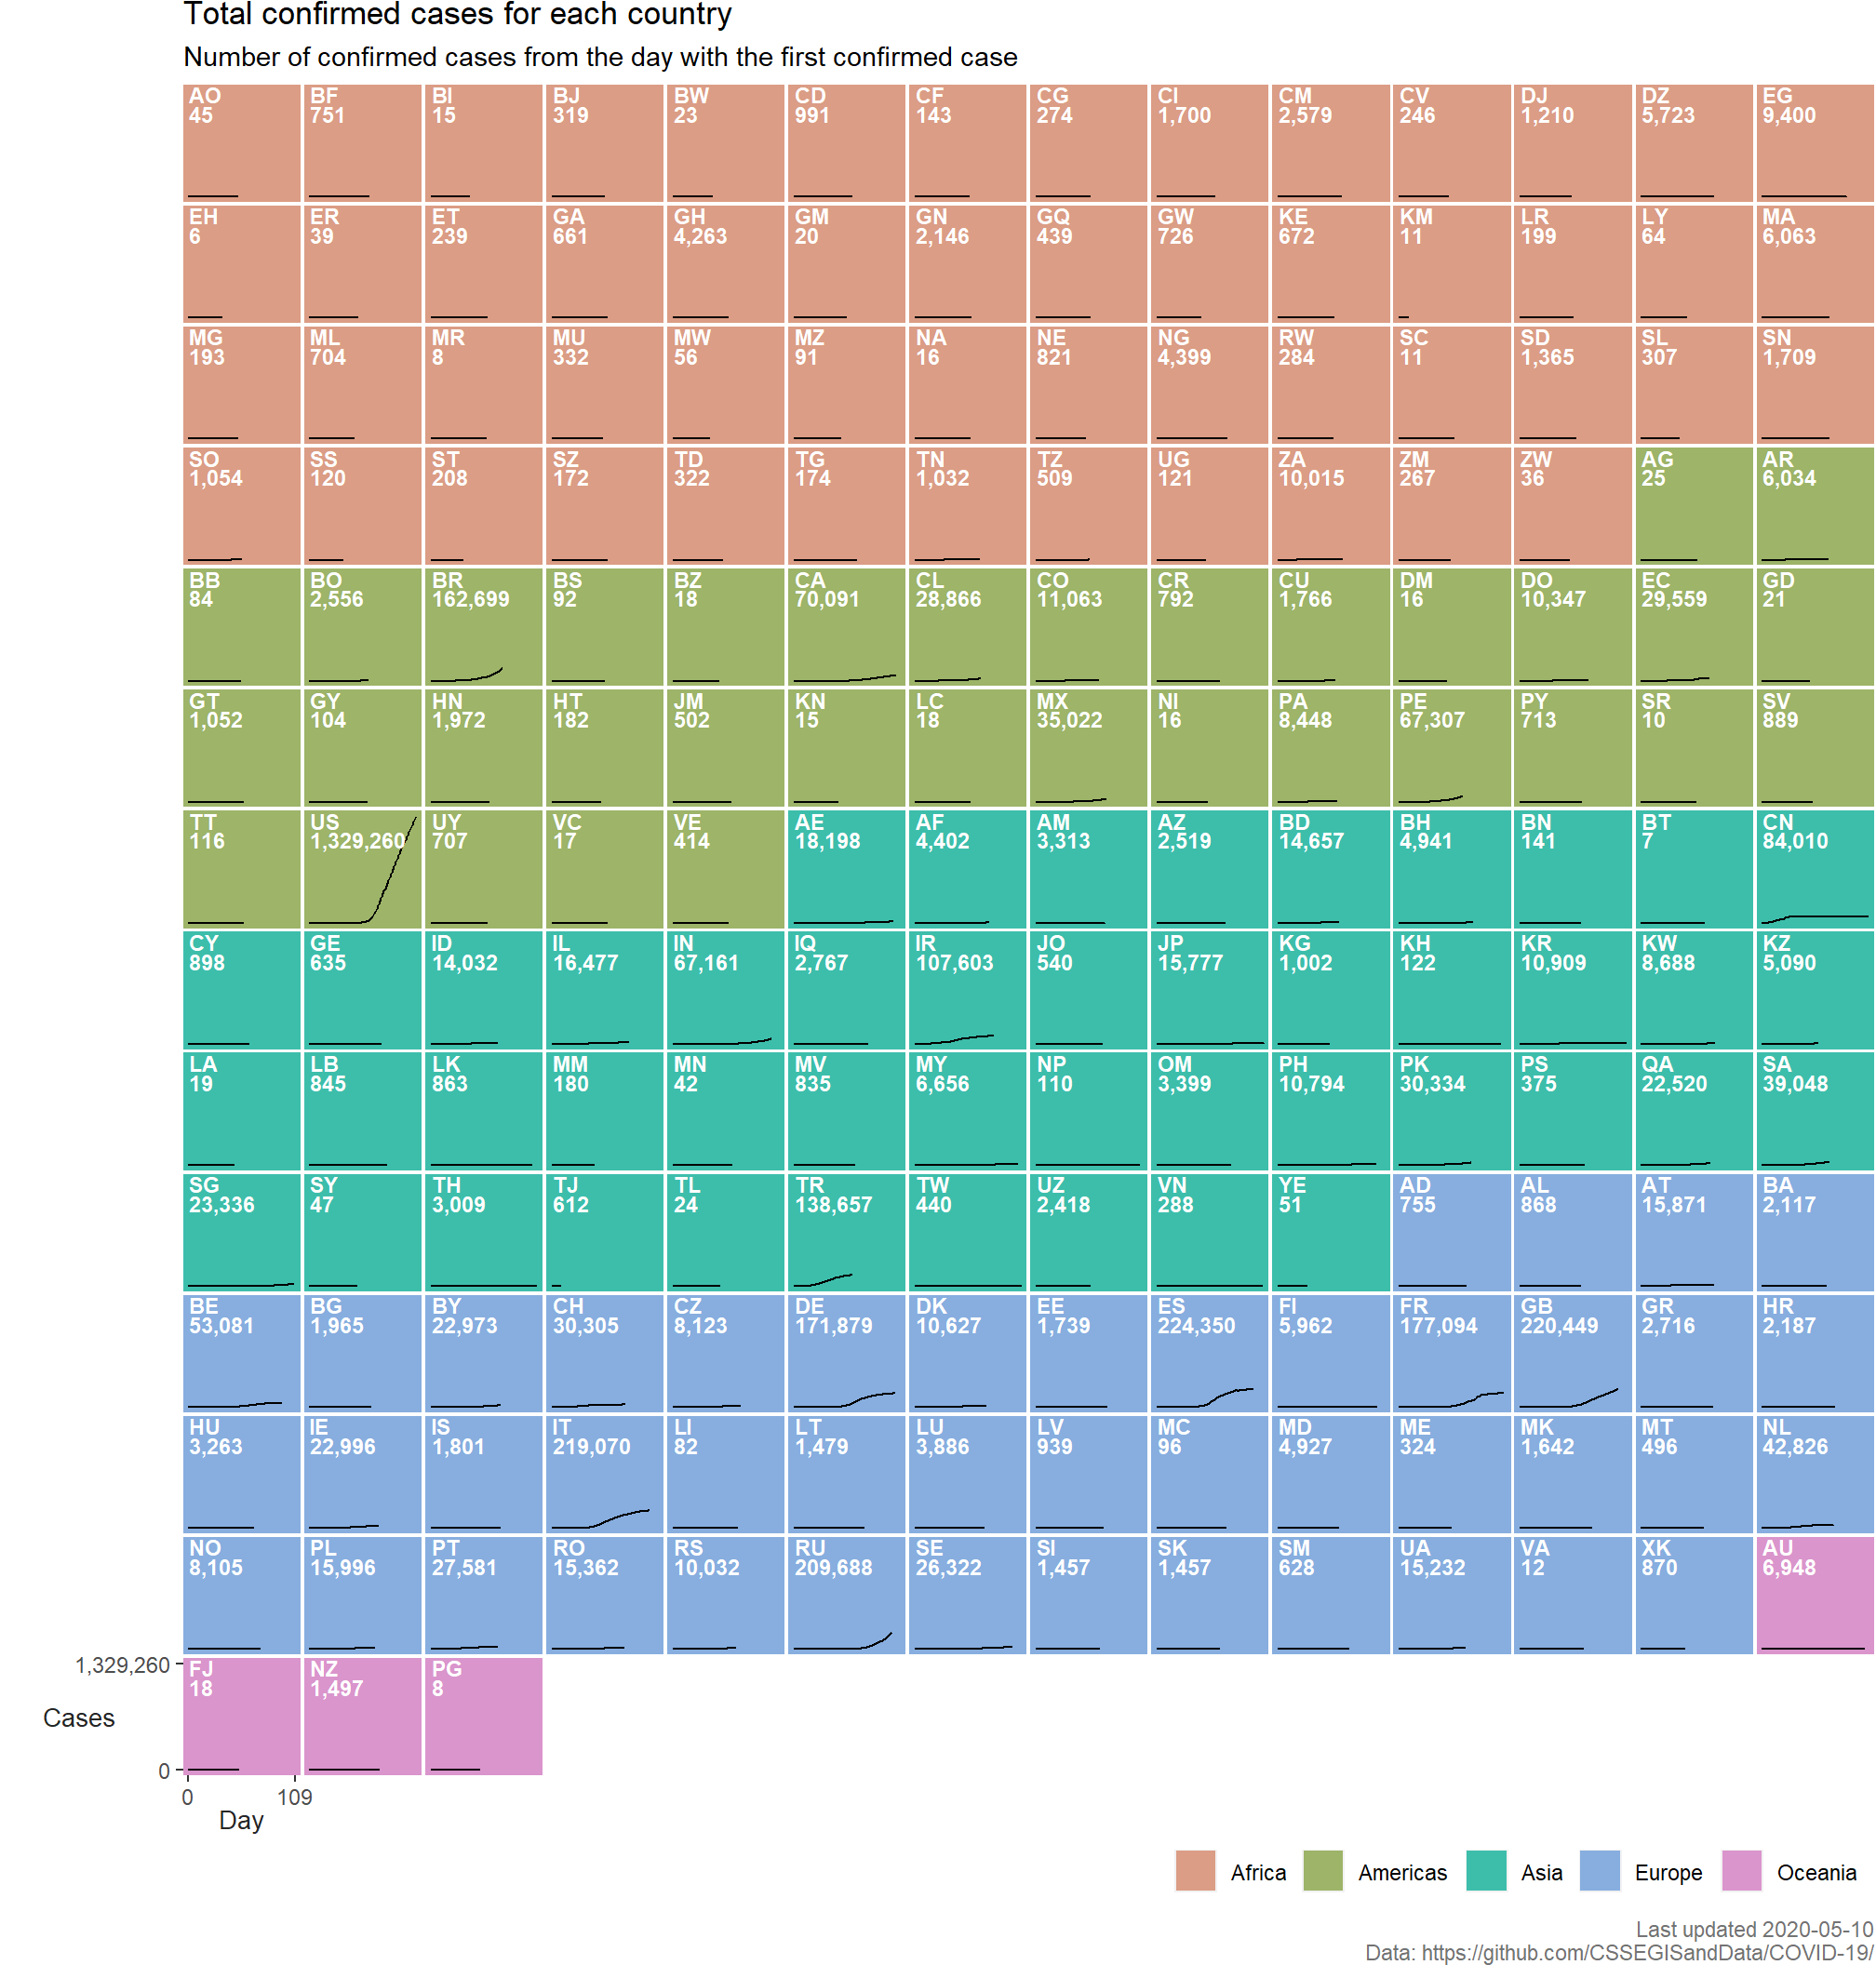 Total confirmed cases for each country
Number of confirmed cases from the day with the first confirmed case
AO BF BI BJ BW CD CF CG CI CM CV DJ DZ EG
45 751 15 319 23 991 143 274 1,700 2,579 246 1,210 5,723 9,400
EH ER ET GA GH GM GN GQ GW KE KM LR LY MA
6 39 239 661 4,263 20 2,146 439 726 672 11 199 64 6,063
MG ML MR MU MW MZ NA NE NG RW SC SD SL SN
193 704 8 332 56 91 16 821 4,399 284 11 1,365 307 1,709
SO SS ST SZ TD TG TN TZ UG ZA ZM ZW AG AR
1,054 120 208 172 322 174 1,032 509 121 10,015 267 36 25 6,034
BB BO BR BS BZ CA CL CO CR CU DM DO EC GD
84 2,556 162,699 92 18 70,091 28,866 11,063 792 1,766 16 10,347 29,559 21
GT GY HN HT JM KN LC MX NI PA PE PY SR SV
1,052 104 1,972 182 502 15 18 35,022 16 8,448 67,307 713 10 889
TT US UY VC VE AE AF AM AZ BD BH BN BT CN
116 1,329,260 707 17 414 18,198 4,402 3,313 2,519 14,657 4,941 141 7 84,010
CY GE ID IL IN IQ IR JO JP KG KH KR KW KZ
898 635 14,032 16,477 67,161 2,767 107,603 540 15,777 1,002 122 10,909 8,688 5,090
LA LB LK MM MN MV MY NP OM PH PK PS QA SA
19 845 863 180 42 835 6,656 110 3,399 10,794 30,334 375 22,520 39,048
SG SY TH TJ TL TR TW UZ VN YE AD AL AT BA
23,336 47 3,009 612 24 138,657 440 2,418 288 51 755 868 15,871 2,117
BE BG BY CH CZ DE DK EE ES FI FR GB GR HR
53,081 1,965 22,973 30,305 8,123 171,879 10,627 1,739 224,350 5,962 177,094 220,449 2,716 2,187
HU IE IS IT LI LT LU LV MC MD ME MK MT NL
3,263 22,996 1,801 219,070 82 1,479 3,886 939 96 4,927 324 1,642 496 42,826
NO PL PT RO RS RU SE SI SK SM UA VA XK AU
8,105 15,996 27,581 15,362 10,032 209,688 26,322 1,457 1,457 628 15,232 12 870 6,948
1,329,260 FJ NZ PG
18 1,497 8
Cases
0
0 109
Day
Africa Americas Asia Europe Oceania
Last updated 2020-05-10
Data: https://github.com/CSSEGISandData/COVID-19/